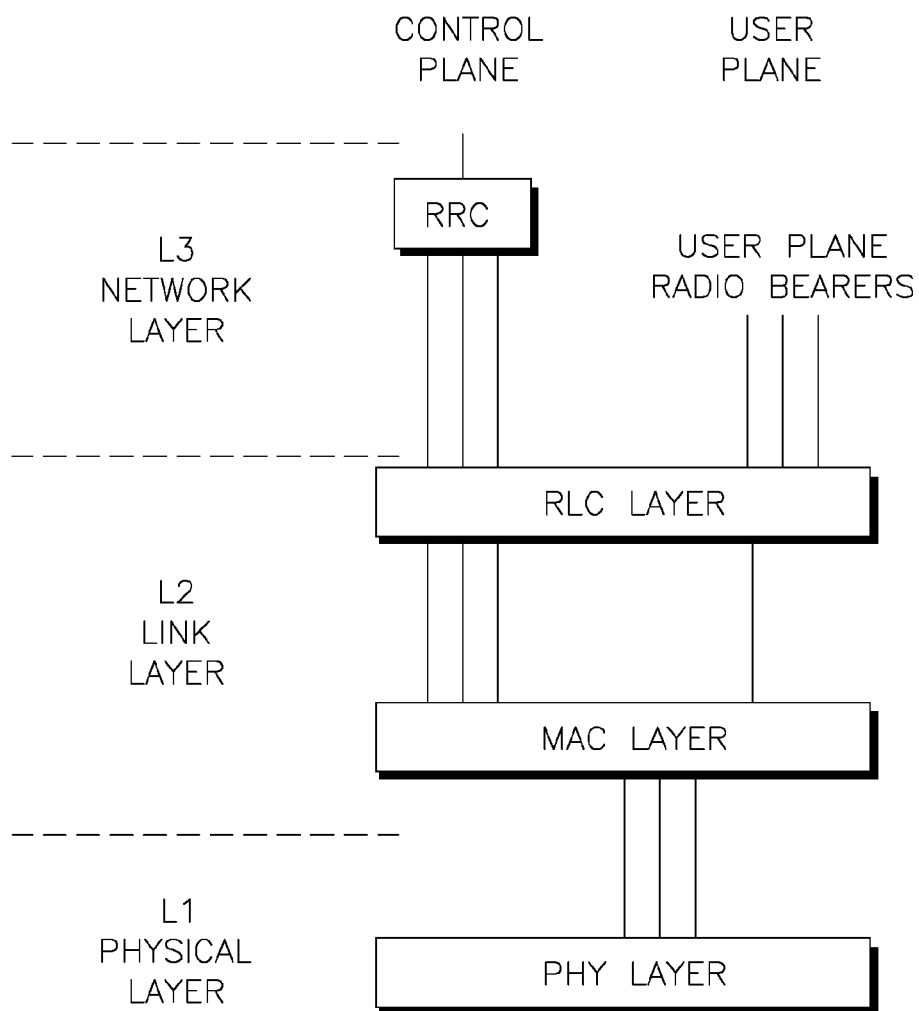 CONTROL
PLANE
USER
PLANE
RRC
L3
NETWORK
LAYER
USER PLANE
RADIO BEARERS
RLC LAYER
L2
LINK
LAYER
MAC LAYER
L1
PHYSICAL
LAYER
PHY LAYER